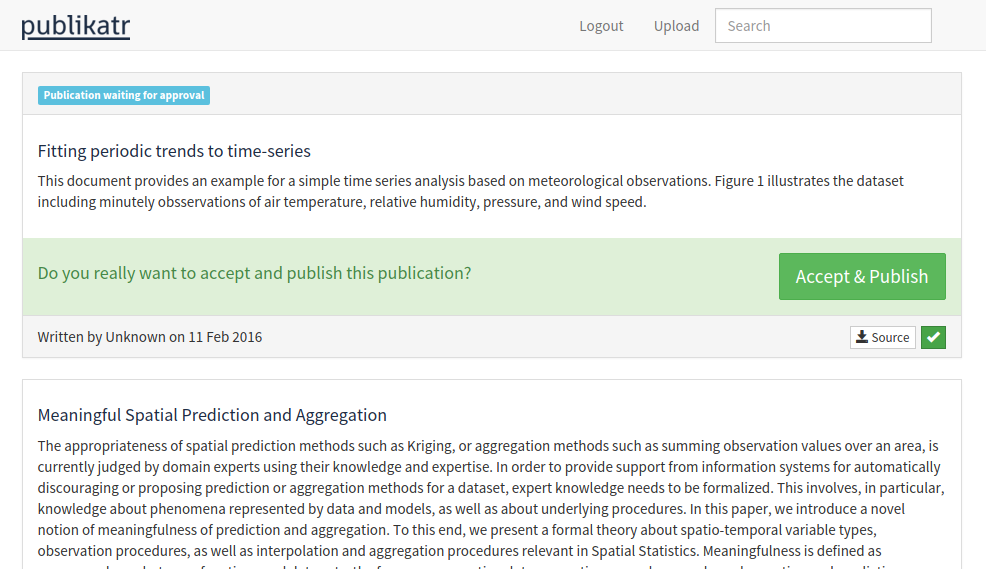 publikatr
Logout Upload Search
Publication waiting for approval
Fitting periodic trends to time-series
This document provides an example for a simple time series analysis based on meteorological observations. Figure 1 illustrates the dataset
including minutely obsservations of air temperature, relative humidity, pressure, and wind speed.
Do you really want to accept and publish this publication? Accept & Publish
Written by Unknown on 11 Feb 2016 Source
Meaningful Spatial Prediction and Aggregation
The appropriateness of spatial prediction methods such as Kriging, or aggregation methods such as summing observation values over an area, is
currently judged by domain experts using their knowledge and expertise. In order to provide support from information systems for automatically
discouraging or proposing prediction or aggregation methods for a dataset, expert knowledge needs to be formalized. This involves, in particular,
knowledge about phenomena represented by data and models, as well as about underlying procedures. In this paper, we introduce a novel
notion of meaningfulness of prediction and aggregation. To this end, we present a formal theory about spatio-temporal variable types,
observation procedures, as well as interpolation and aggregation procedures relevant in Spatial Statistics. Meaningfulness is defined as